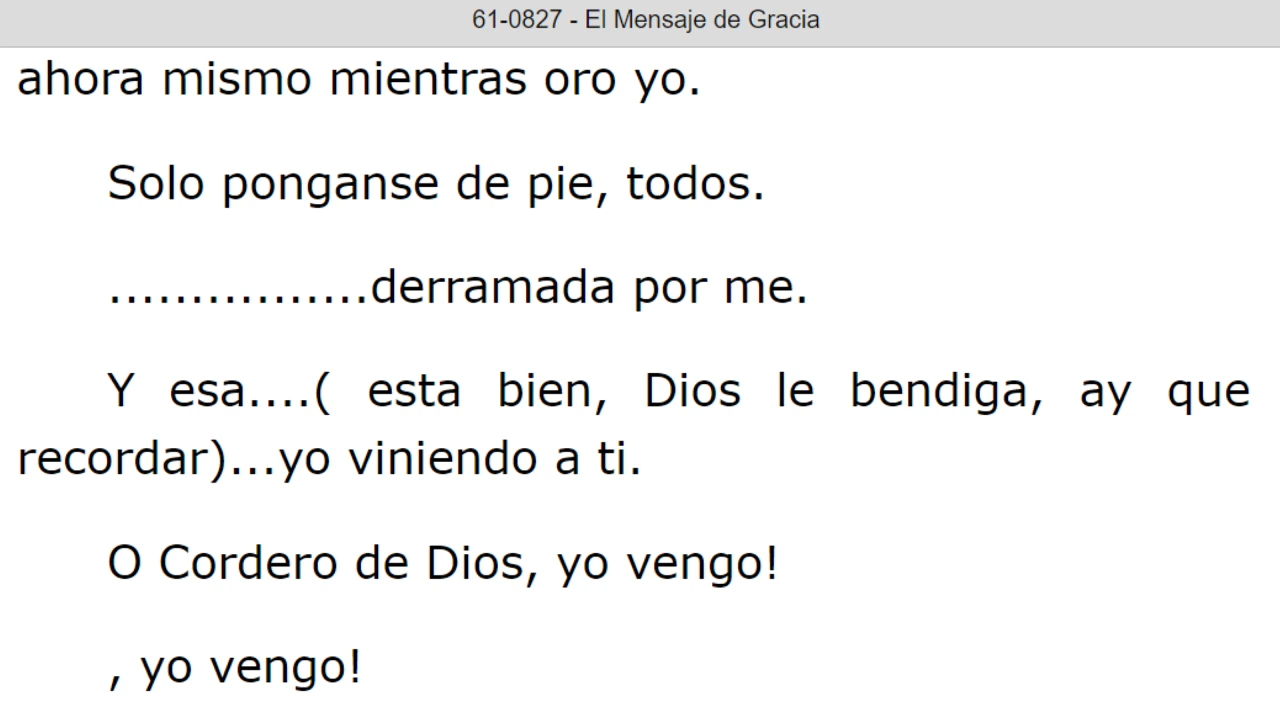 61-0827 - El Mensaje de Gracia
ahora mismo mientras oro yo.
Solo ponganse de pie, todos.
................derramada por me.
Y esa....( esta bien, Dios le bendiga, ay que
recordar)...yo viniendo a ti.
O Cordero de Dios, yo vengo!
, yo vengo!